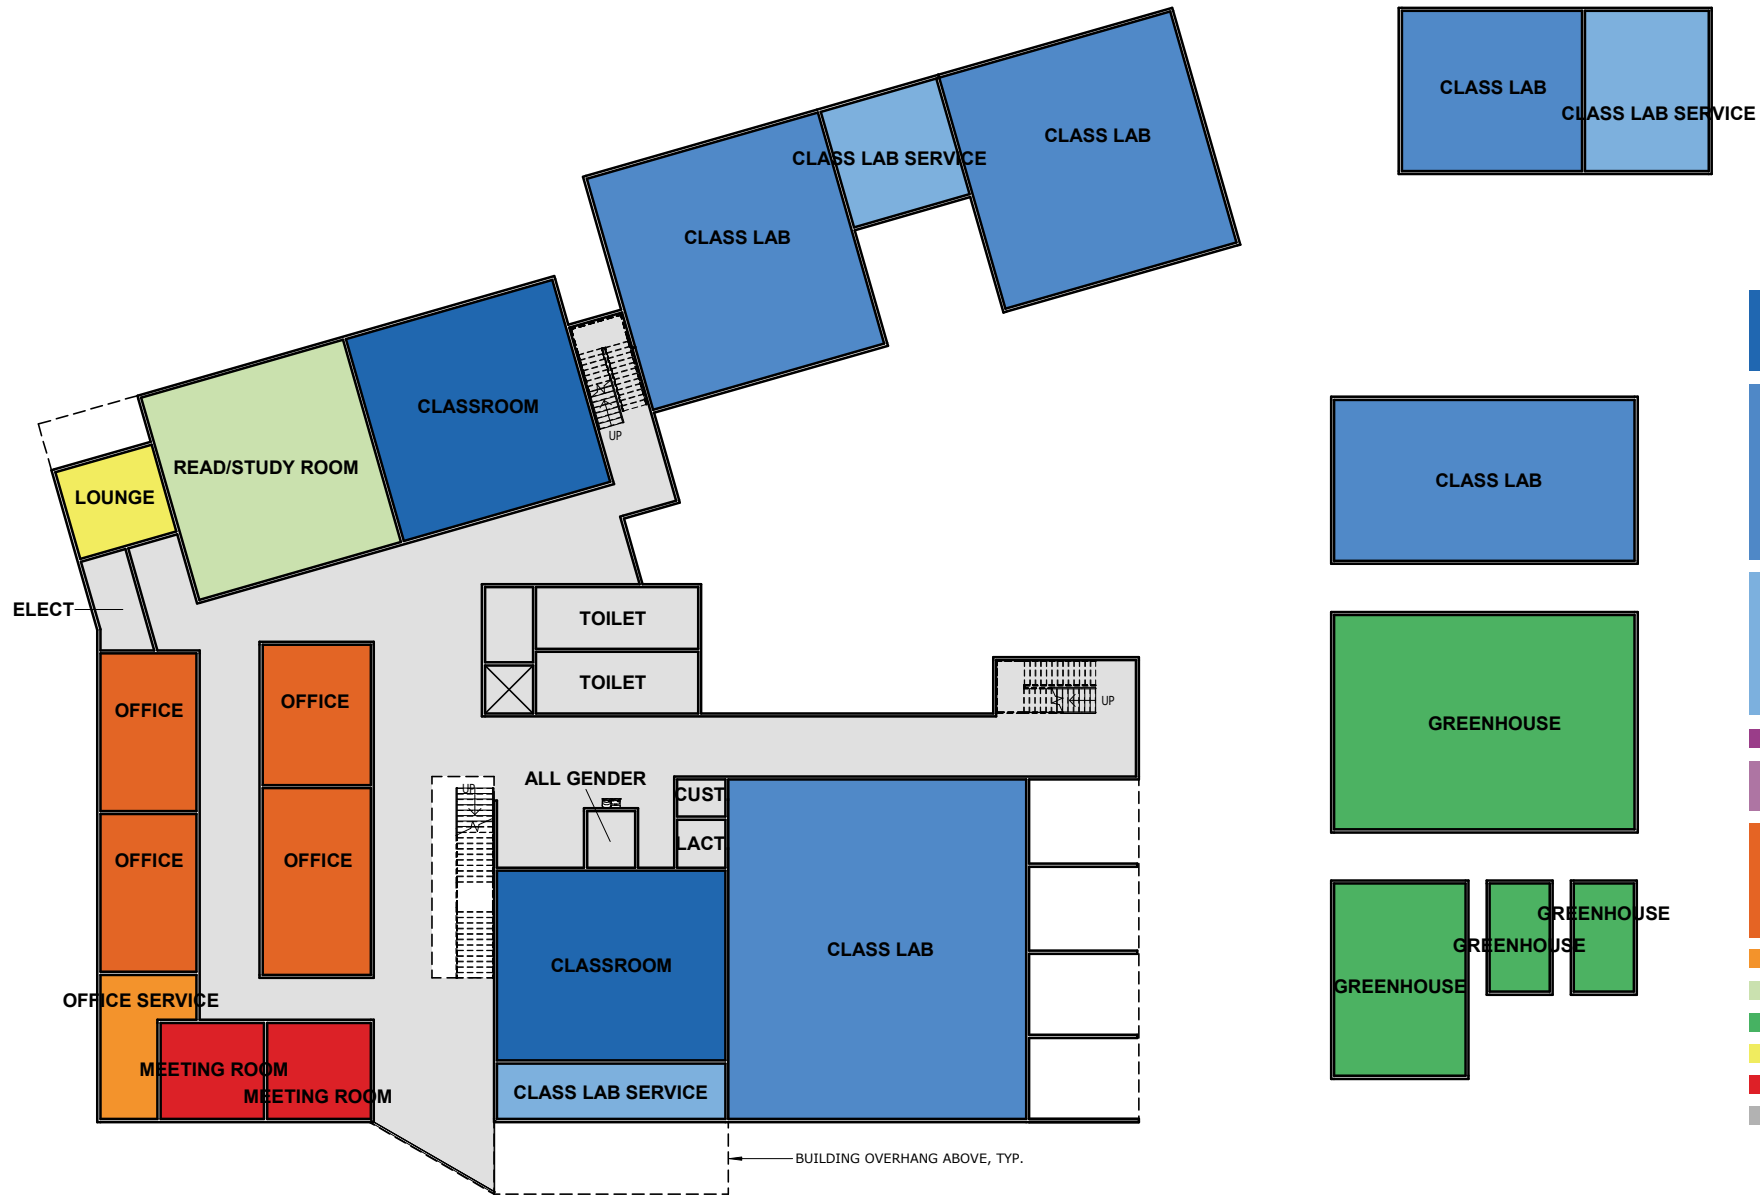 CLASS LAB
CLASS LAB SERVICE
CLASS LAB
CLASS LAB SERVICE
CLASS LAB
CLASSROOM
UP
READ/STUDY ROOM
LOUNGE
CLASS LAB
ELECT
TOILET
TOILET
OFFICE
OFFICE
UP
GREENHOUSE
ALL GENDER
UP
CUST
LACT
OFFICE
OFFICE
CLASS LAB
CLASSROOM
GREENHOUSE
GREENHOUSE
GREENHOUSE
OFFICE SERVICE
MEETING ROOM
MEETING ROOM
CLASS LAB SERVICE
BUILDING OVERHANG ABOVE, TYP.